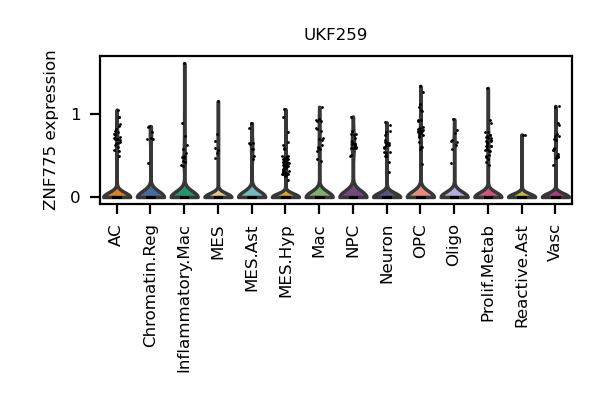 UKF259
ZNF775 expression
1
0
AC
Chromatin.Reg
Inflammatory.Mac
MES
MES.Ast
MES.Hyp
Mac
NPC
Neuron
OPC
Oligo
Prolif.Metab
Reactive.Ast
Vasc